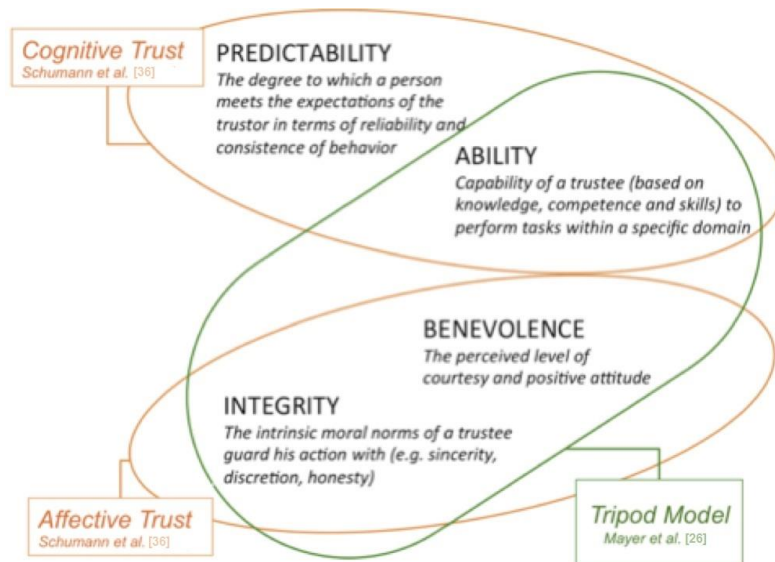 Cognitive Trust
Schumann et al. [36]
PREDICTABILITY
The degree to which a person
meets the expectations of the
trustor in terms of reliability and
consistence of behavior
ABILITY
Capability of a trustee (based on
knowledge, competence and skills) to
perform tasks within a specific domain
BENEVOLENCE
The perceived level of
courtesy and positive attitude
INTEGRITY
The intrinsic moral norms of a trustee
guard his action with (e.g. sincerity,
discretion, honesty)
Affective Trust
Schumann et al. [36]
Tripod Model
Mayer et al. [26]